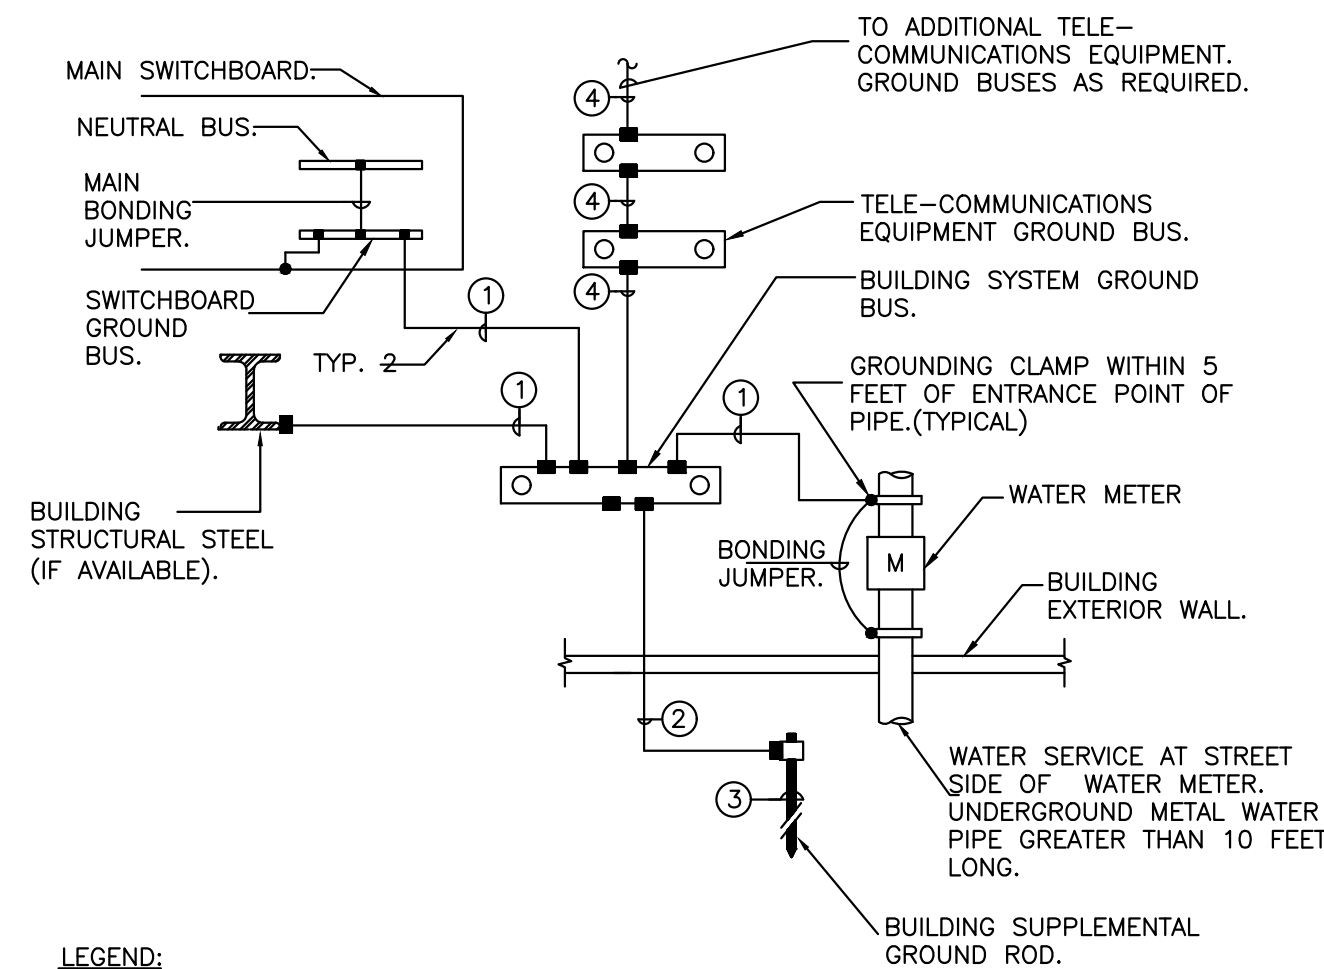 TO ADDITIONAL TELE-
COMMUNICATIONS EQUIPMENT.
GROUND BUSES AS REQUIRED.
MAIN SWITCHBOARD.
4
NEUTRAL BUS.
MAIN
BONDING
JUMPER.
4
TELE-COMMUNICATIONS
EQUIPMENT GROUND BUS.
SWITCHBOARD
GROUND
BUS.
1
4
BUILDING SYSTEM GROUND
BUS.
TYP. 2
1
1
GROUNDING CLAMP WITHIN 5
FEET OF ENTRANCE POINT OF
PIPE.(TYPICAL)
WATER METER
BUILDING
STRUCTURAL STEEL
(IF AVAILABLE).
BONDING
JUMPER.
M
BUILDING
EXTERIOR WALL.
2
3
WATER SERVICE AT STREET
SIDE OF WATER METER.
UNDERGROUND METAL WATER
PIPE GREATER THAN 10 FEET
LONG.
BUILDING SUPPLEMENTAL
GROUND ROD.
LEGEND: